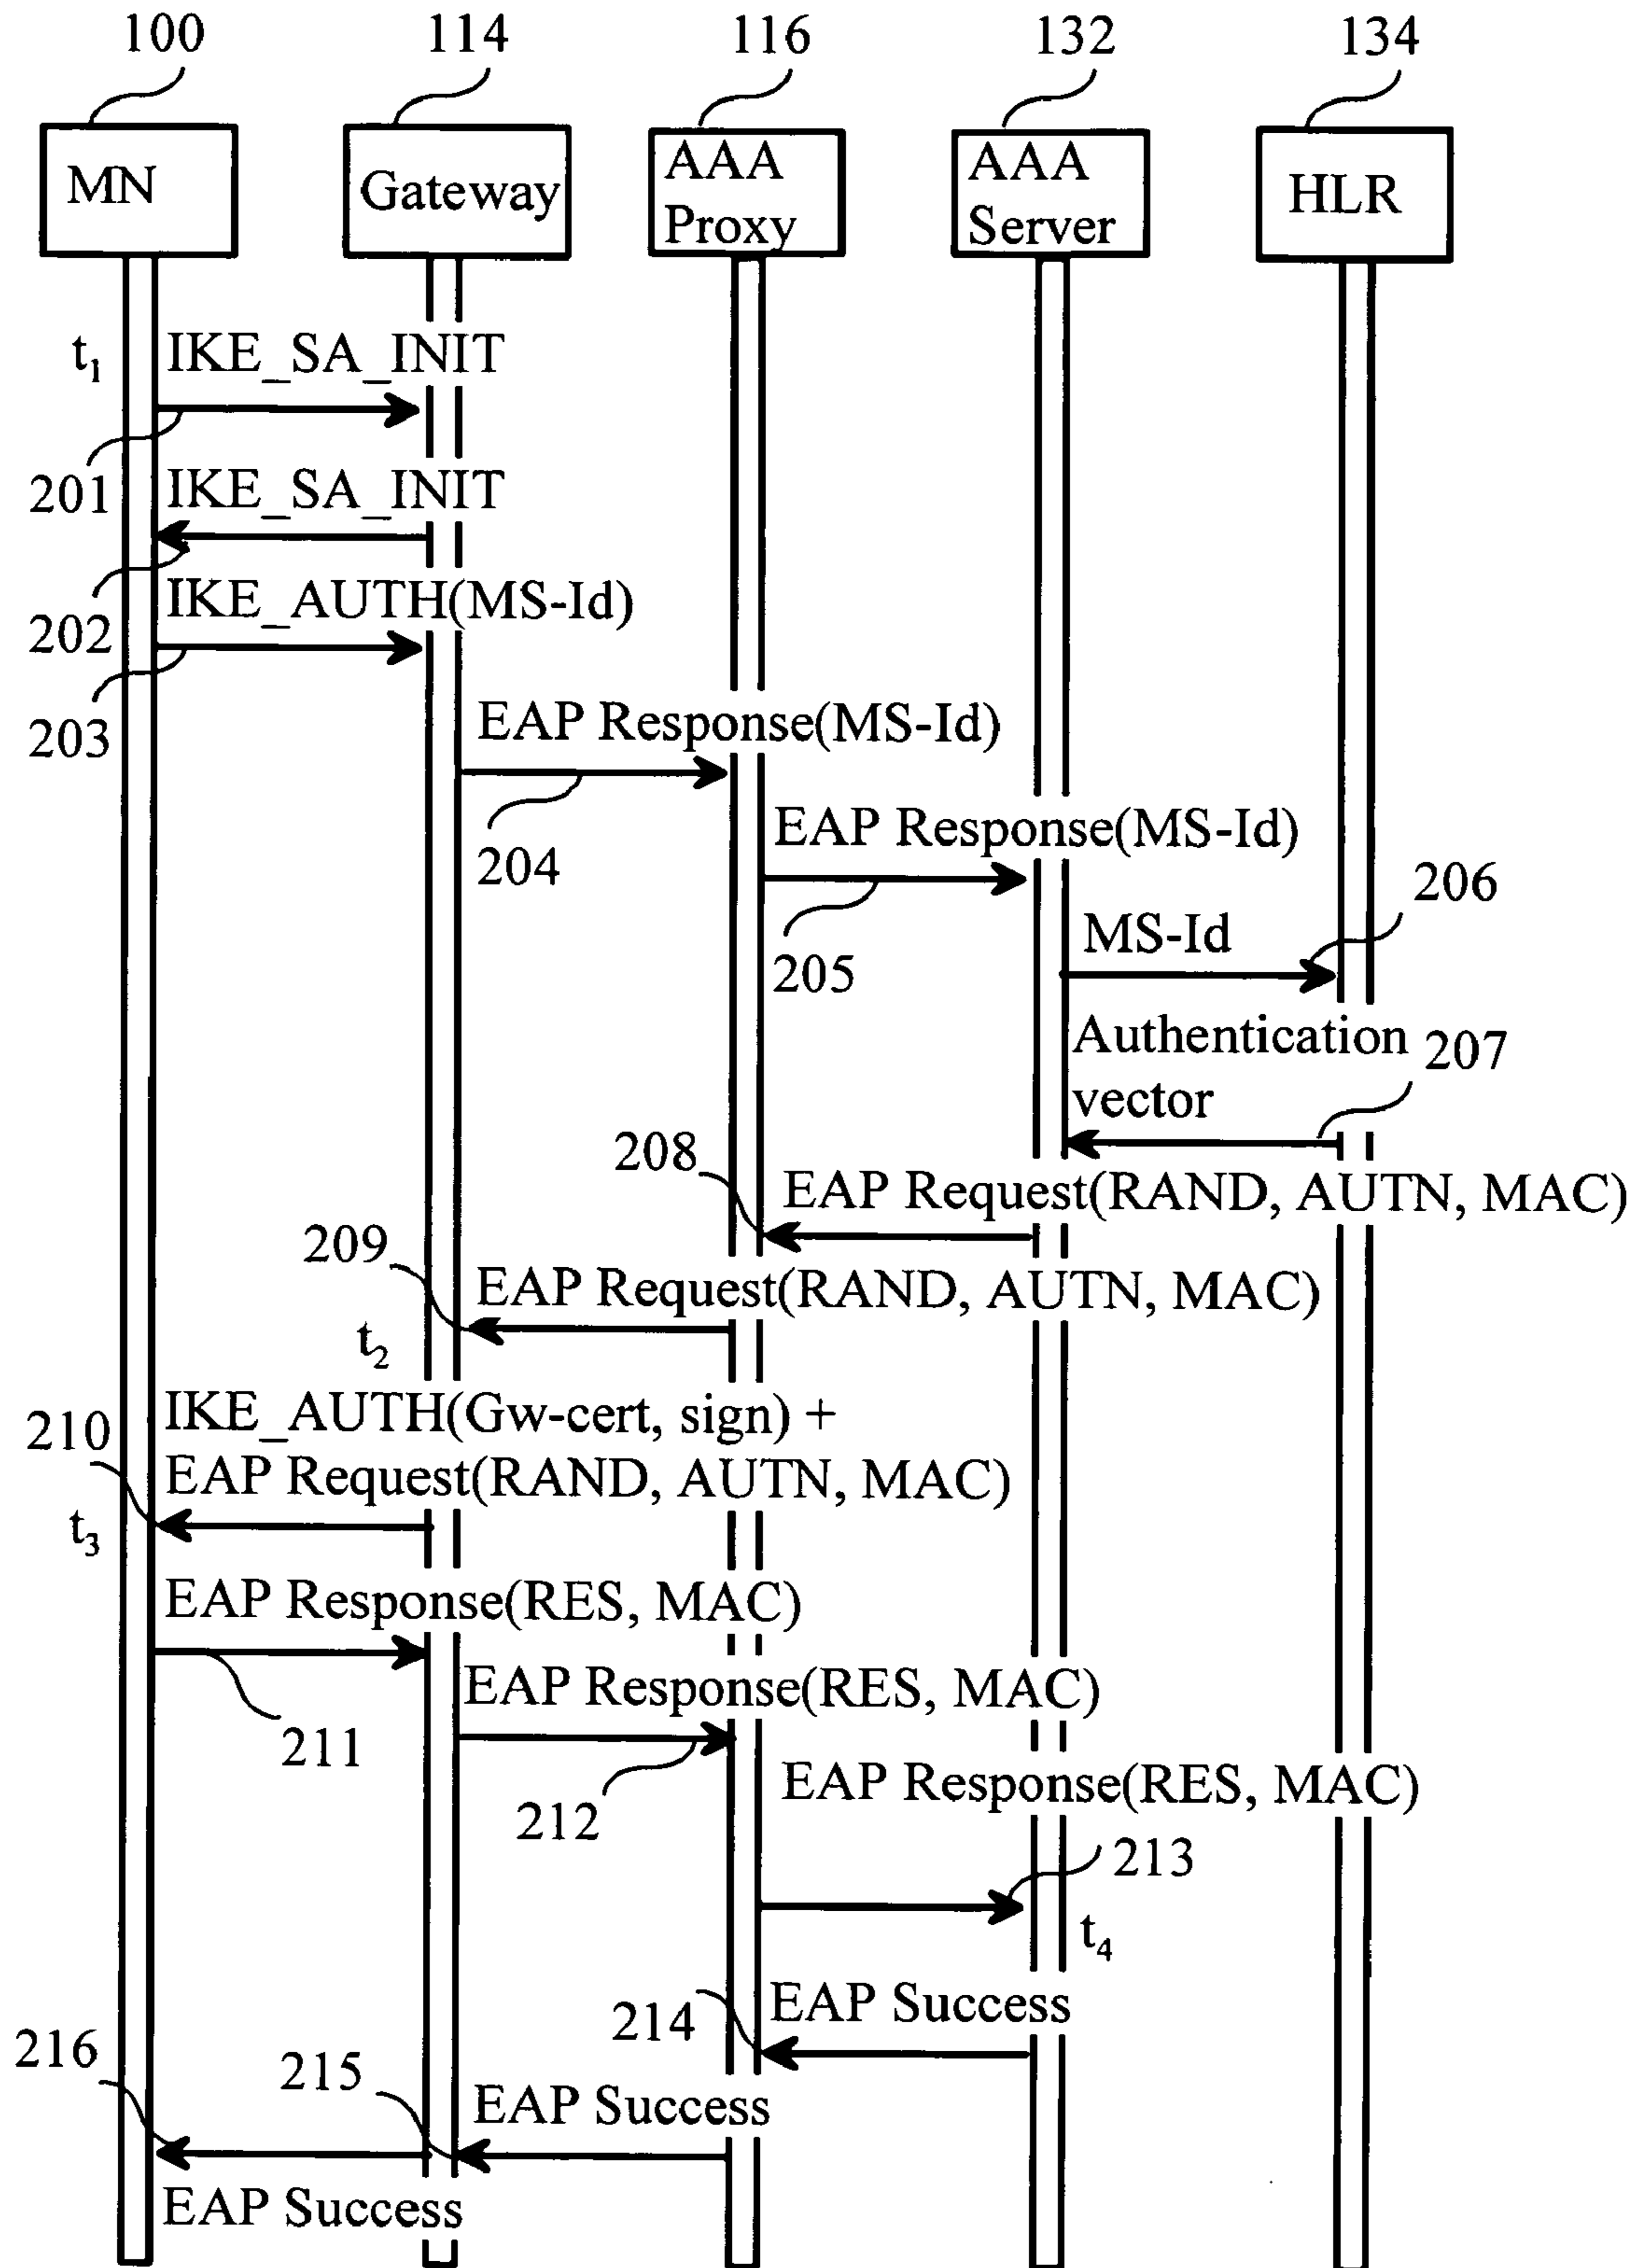 100 114 116 132 134
MN
Gateway
AAA
Proxy
AAA
Server
HLR
t1 IKE_SA_INIT
201 IKE_SA_INIT
202 IKE_AUTH(MS-Id)
203
EAP Response(MS-Id)
204
EAP Response(MS-Id)
205
206
MS-Id
Authentication
vector
207
208
EAP Request(RAND, AUTN, MAC)
209
EAP Request(RAND, AUTN, MAC)
t2
IKE_AUTH(Gw-cert, sign) +
210
EAP Request(RAND, AUTN, MAC)
t3
EAP Response(RES, MAC)
211
EAP Response(RES, MAC)
212
EAP Response(RES, MAC)
213
t4
214
EAP Success
216
215
EAP Success
EAP Success